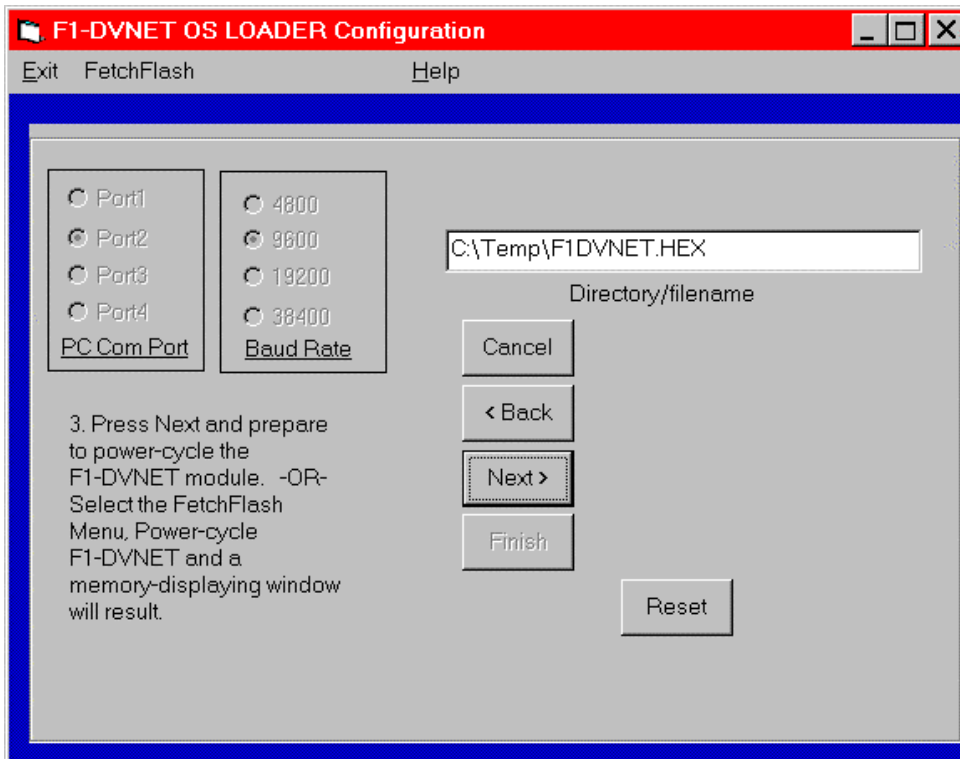 F1-DVNET OS LOADER Configuration
Exit FetchFlash Help
Port1
Port2
Port3
Port4
PC Com Port
4800
9600
19200
38400
Baud Rate
C:\Temp\F1DVNET.HEX
Directory/filename
Cancel
< Back
Next >
Finish
Reset
3. Press Next and prepare
to power-cycle the
F1-DVNET module. -OR-
Select the FetchFlash
Menu, Power-cycle
F1-DVNET and a
memory-displaying window
will result.